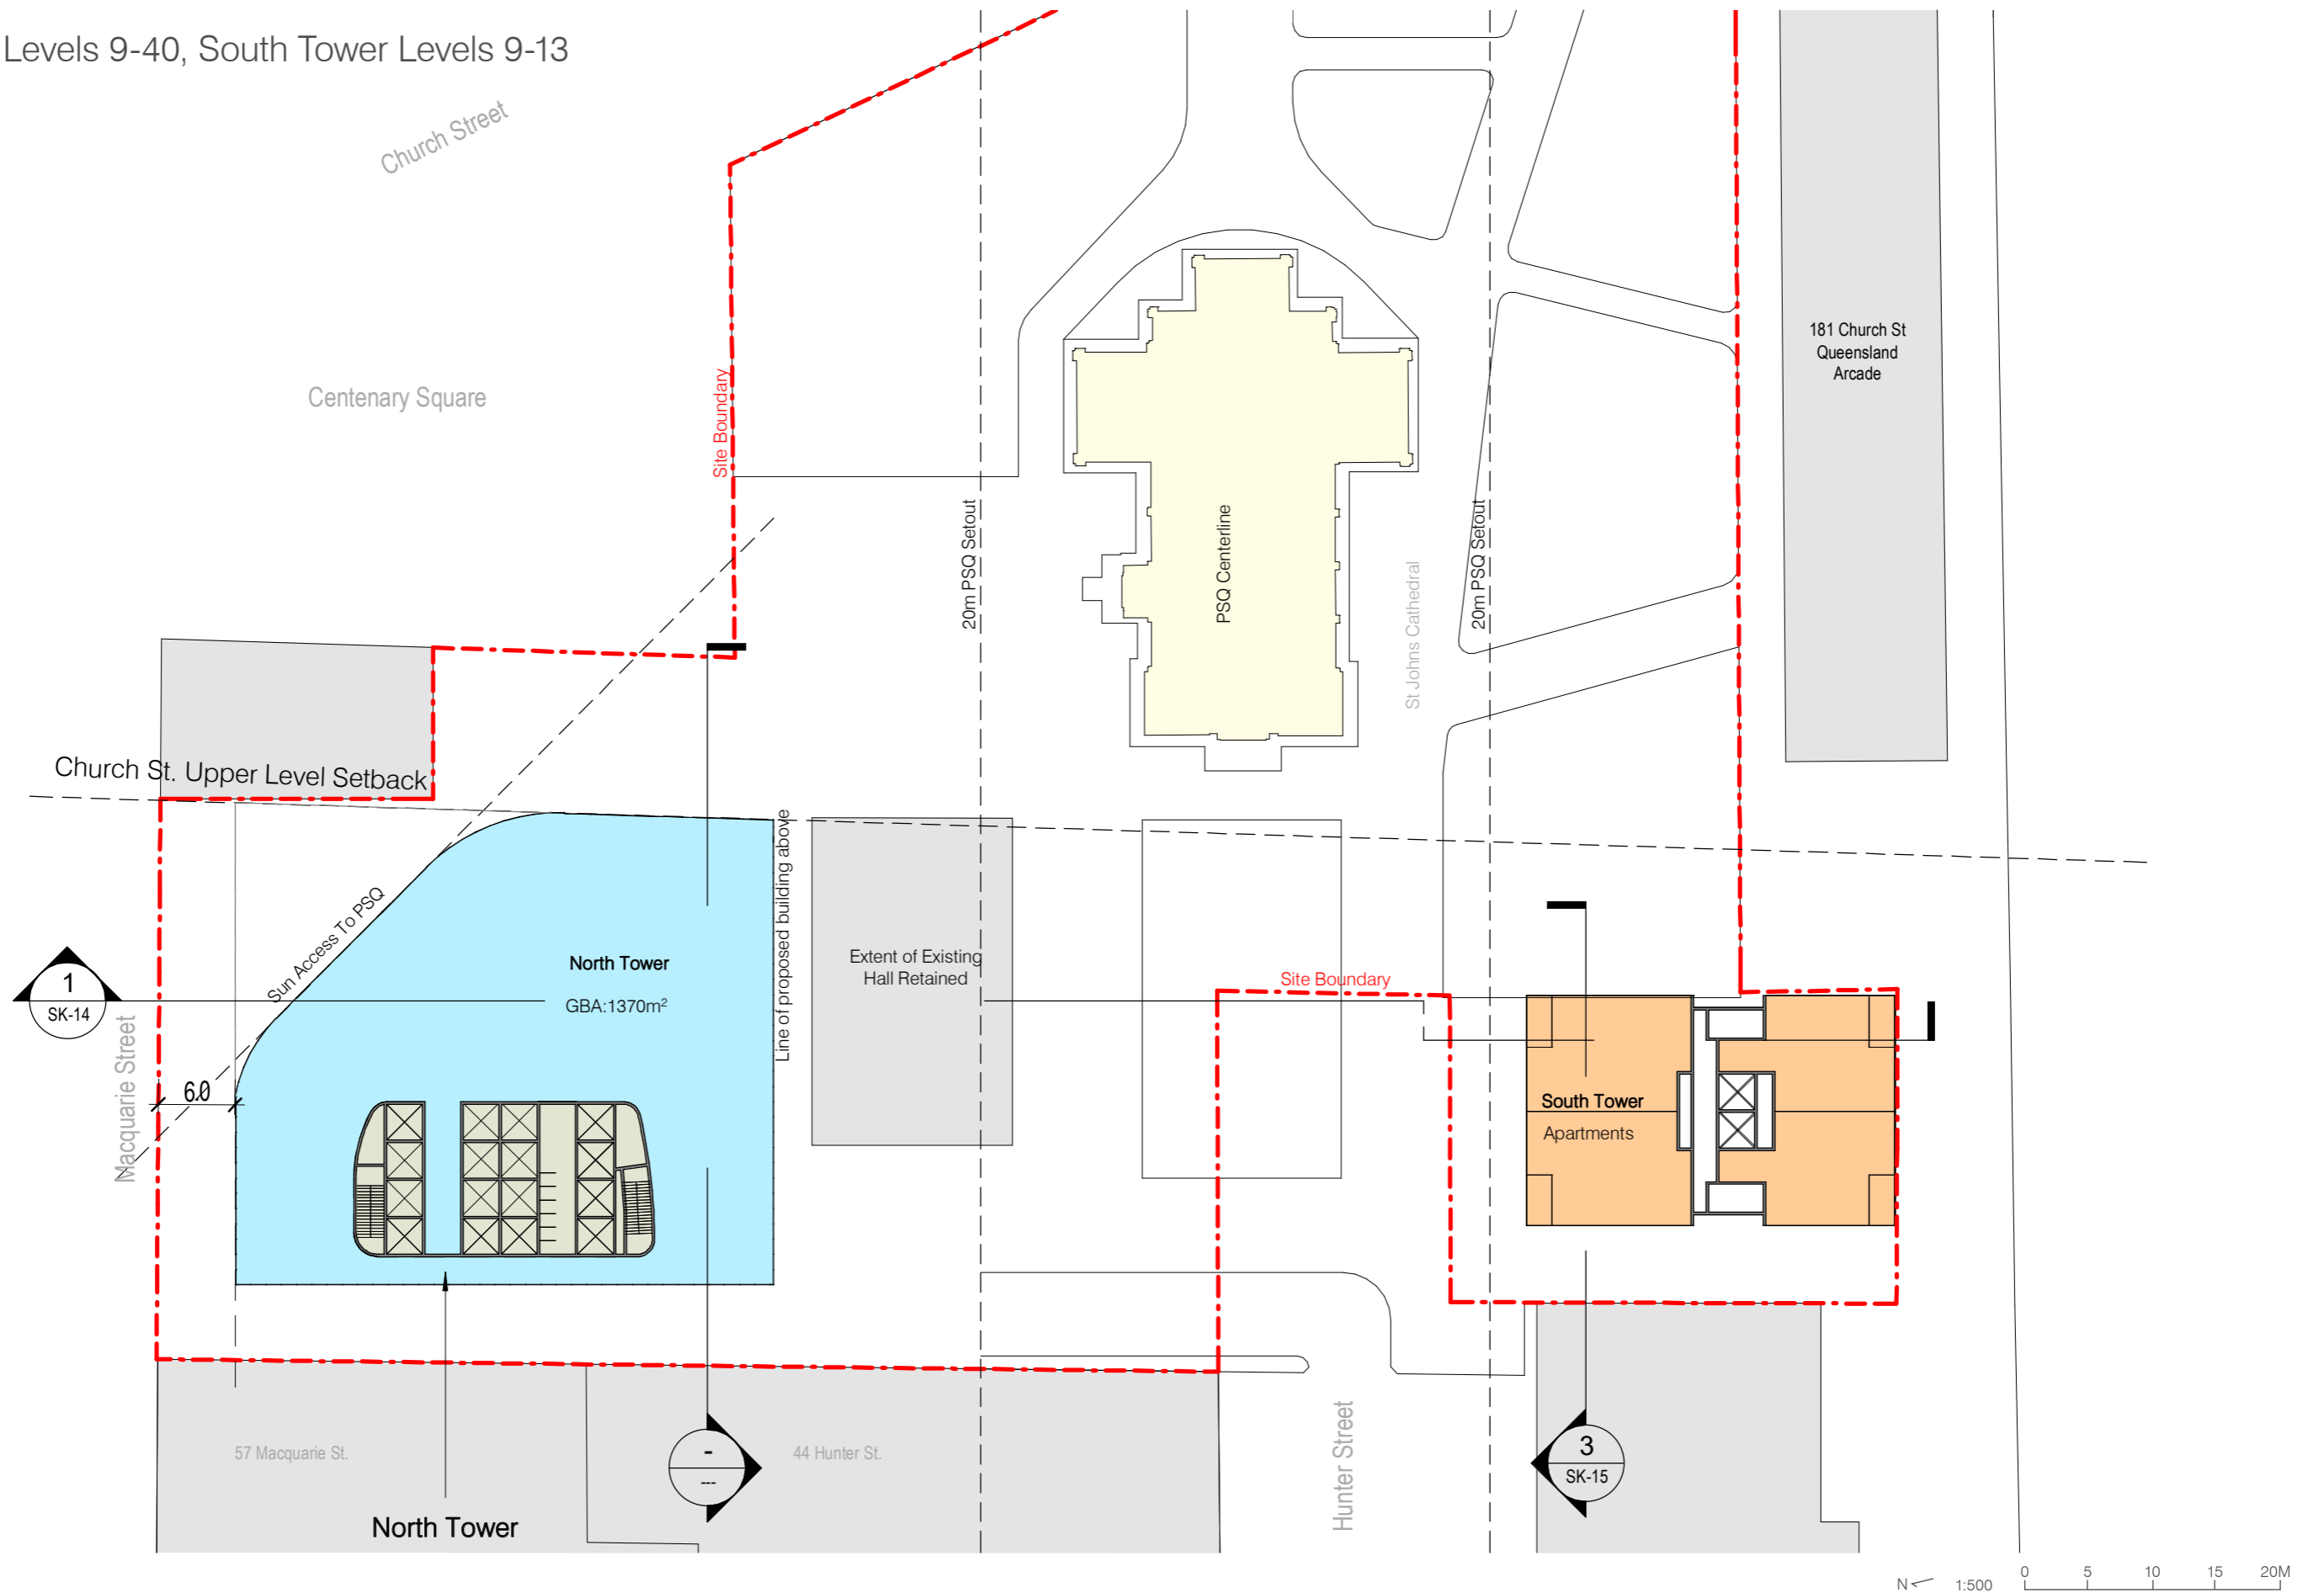 Levels 9-40, South Tower Levels 9-13
Church Street
Centenary Square
Site Boundary
20m PSQ Setout
PSQ Centerline
St Johns Cathedral
20m PSQ Setout
181 Church St
Queensland
Arcade
Church St. Upper Level Setback
Sun Access To PSQ
Line of proposed building above
North Tower
GBA:1370m²
Extent of Existing
Hall Retained
Site Boundary
1
SK-14
Macquarie Street
6.0
South Tower
Apartments
57 Macquarie St.
-
---
44 Hunter St.
Hunter Street
3
SK-15
North Tower
N
1:500
0 5 10 15 20M